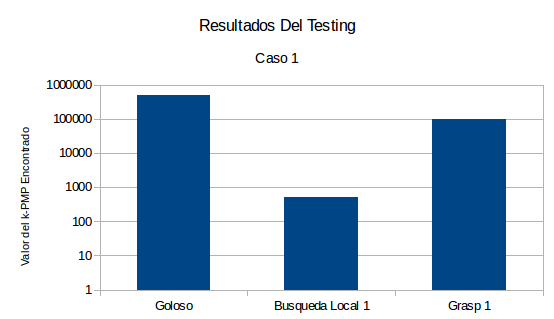 Resultados Del Testing
Caso 1
Valor del k-PMP Encontrado
1000000
100000
10000
1000
100
10
1
Goloso
Busqueda Local 1
Grasp 1